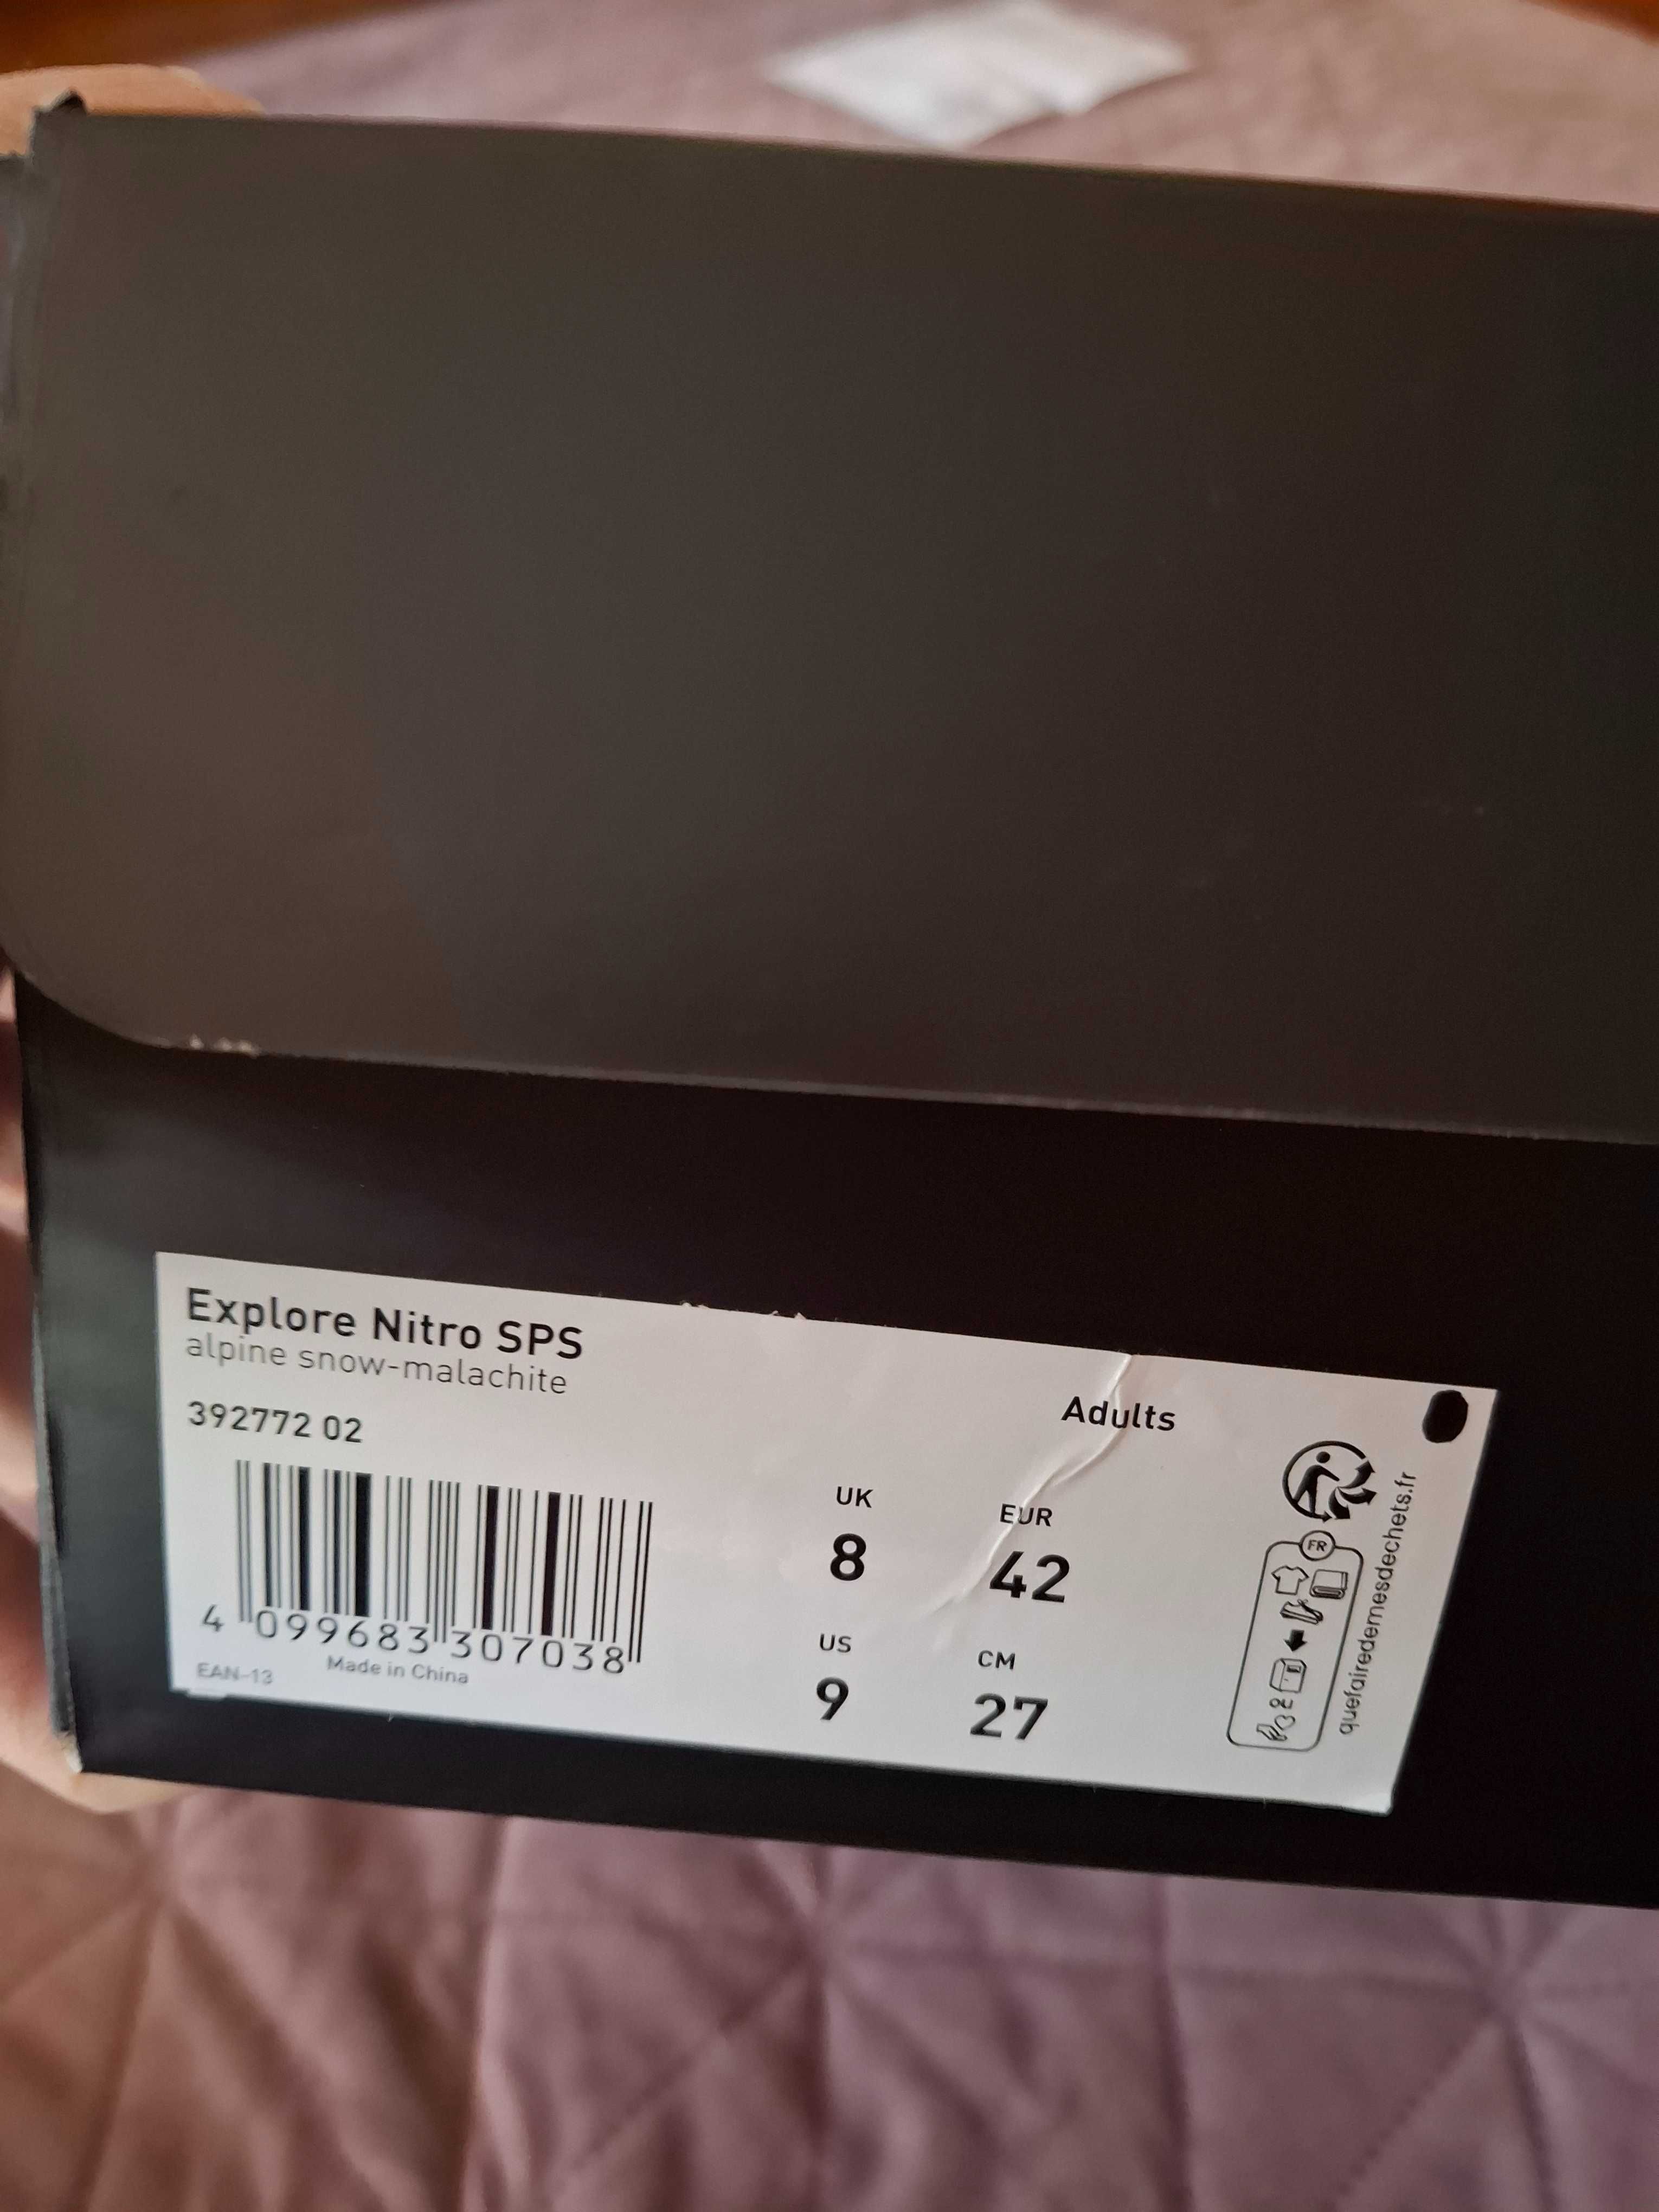 Explore Nitro SPS
alpine snow-malachite
392772 02
Adults
UK
8
EUR
42
US
9
CM
27
4 099683 307038
EAN-13
Made in China
FR
quefairedemesdechets.fr